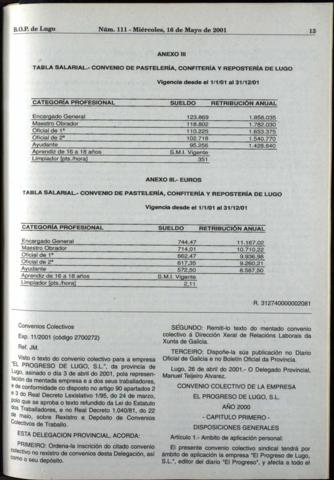 B.O.P. de Lugo Núm. 111 - Miércoles, 16 de Mayo de 2001 13
ANEXO III
TABLA SALARIAL.- CONVENIO DE PASTELERÍA, CONFITERÍA Y REPOSTERÍA DE LUGO
Vigencia desde el 1/1/01 al 31/12/01
CATEGORÍA PROFESIONAL SUELDO RETRIBUCIÓN ANUAL
Encargado General 123.869 1.858.035
Maestro Obrador 118.802 1.782.030
Oficial de 1ª 110.225 1.653.375
Oficial de 2ª 102.718 1.540.770
Ayudante 95.256 1.428.840
Aprendiz de 16 a 18 años S.M.I. Vigente
Limpiador [pts./hora] 351
ANEXO III.- EUROS
TABLA SALARIAL.- CONVENIO DE PASTELERÍA, CONFITERÍA Y REPOSTERÍA DE LUGO
Vigencia desde el 1/1/01 al 31/12/01
CATEGORÍA PROFESIONAL SUELDO RETRIBUCIÓN ANUAL
Encargado General 744,47 11.167,02
Maestro Obrador 714,01 10.710,22
Oficial de 1ª 662,47 9.936,98
Oficial de 2ª 617,35 9.260,21
Ayudante 572,50 8.587,50
Aprendiz de 16 a 18 años S.M.I. Vigente
Limpiador [pts./hora] 2,11
R. 312740000002081
Convenios Colectivos
Exp. 11/2001 (código 2700272)
Ref. JM.
Visto o texto do convenio colectivo para a empresa
"EL PROGRESO DE LUGO, S.L", da provincia de
Lugo, asinado o día 3 de abril do 2001, pola represen-
tación da mentada empresa e a dos seus traballadores,
e de conformidade co disposto no artigo 90 apartados 2
e 3 do Real Decreto Lexislativo 1/95, do 24 de marzo,
polo que se aproba o texto refundido da Lei do Estatuto
dos Traballadores, e no Real Decreto 1.040/81, do 22
de maio, sobre Rexistro e Depósito de Convenios
Colectivos de Traballo.
ESTA DELEGACION PROVINCIAL, ACORDA:
PRIMEIRO: Ordena-la inscrición do citado convenio
colectivo no rexistro de convenios desta Delegación, así
como o seu depósito.
SEGUNDO: Remiti-lo texto do mentado convenio
colectivo á Dirección Xeral de Relacións Laborais da
Xunta de Galicia.
TERCEIRO: Dispoñe-la súa publicación no Diario
Oficial de Galicia e no Boletín Oficial da Provincia.
Lugo, 26 de abril de 2001.- O Delegado Provincial,
Manuel Teijeiro Alvarez.
CONVENIO COLECTIVO DE LA EMPRESA
EL PROGRESO DE LUGO, S.L.
AÑO 2000
- CAPITULO PRIMERO -
DISPOSICIONES GENERALES
Artículo 1.- Ambito de aplicación personal:
El presente convenio colectivo sindical tendrá por
ámbito de aplicación la empresa "El Progreso de Lugo,
S.L.", editor del diario "El Progreso", y afecta a todo el